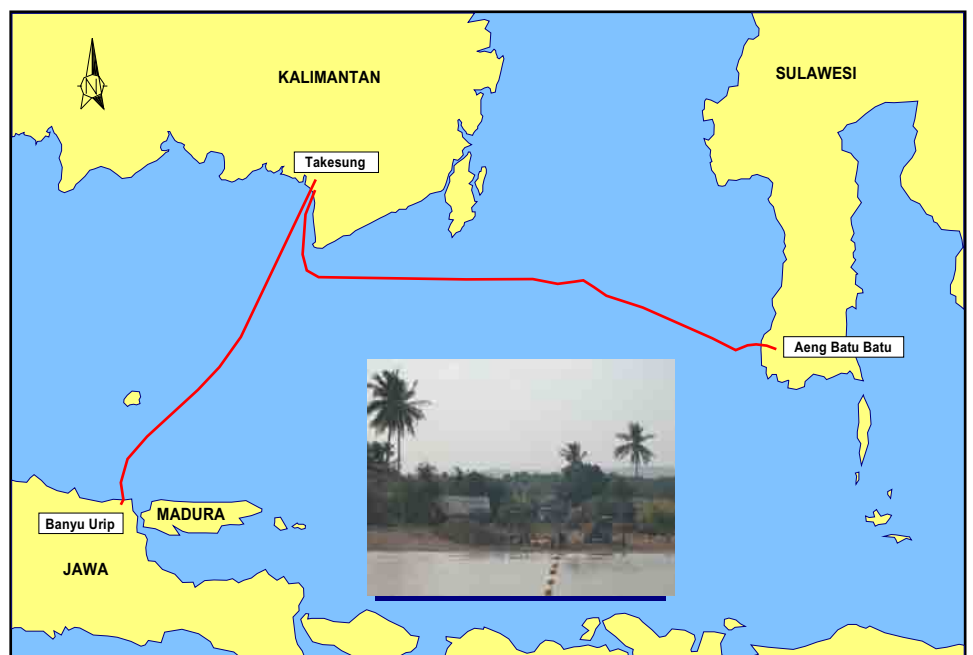 KALIMANTAN
SULAWESI
N
Takesung
Aeng Batu Batu
MADURA
Banyu Urip
JAWA